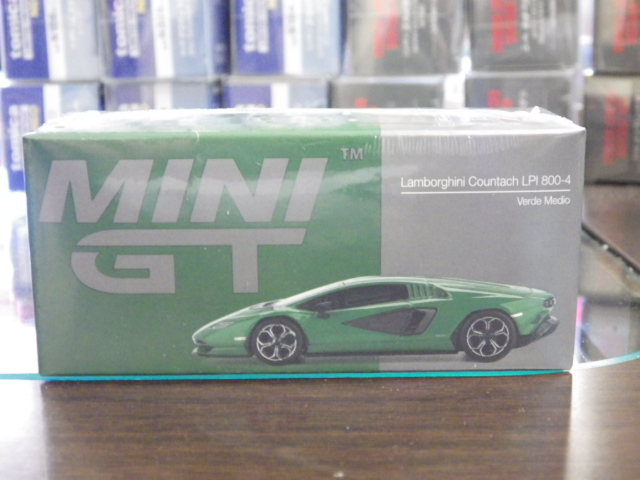 MINI
GT
TM
Lamborghini Countach LPI 800-4
Verde Medio